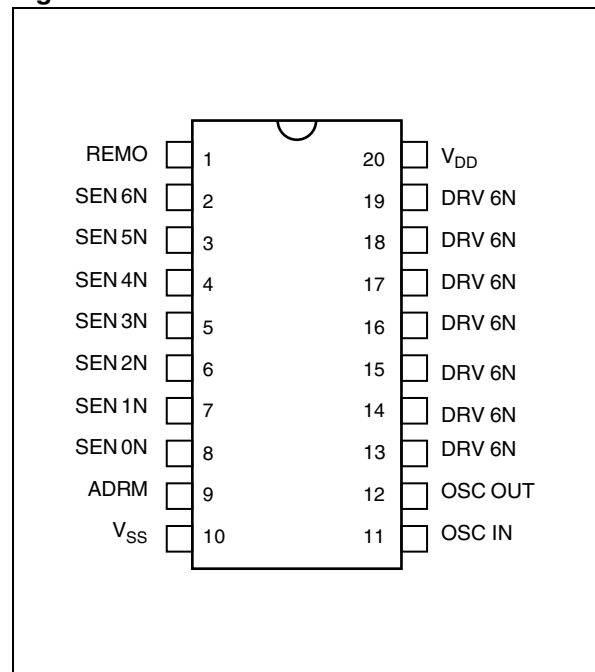 REMO 1 20 VDD
SEN 6N 2 19 DRV 6N
SEN 5N 3 18 DRV 6N
SEN 4N 4 17 DRV 6N
SEN 3N 5 16 DRV 6N
SEN 2N 6 15 DRV 6N
SEN 1N 7 14 DRV 6N
SEN 0N 8 13 DRV 6N
ADRM 9 12 OSC OUT
VSS 10 11 OSC IN